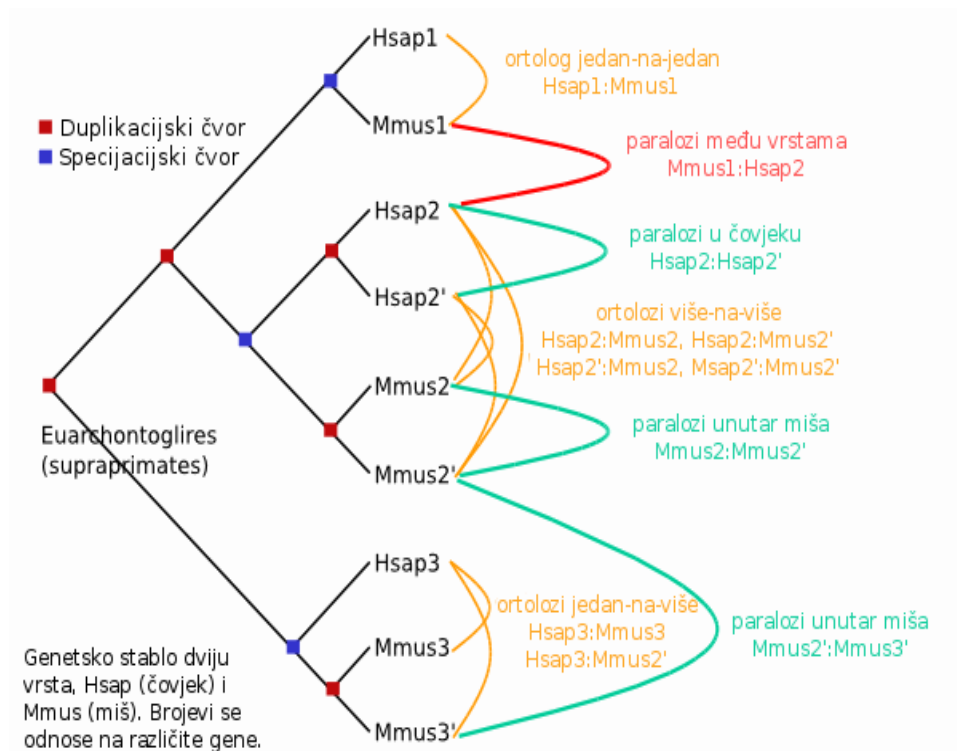 Hsap1
ortolog jedan-na-jedan
Hsap1:Mmus1
Duplikacijski čvor
Specijacijski čvor
Mmus1
paralozi među vrstama
Mmus1:Hsap2
Hsap2
paralozi u čovjeku
Hsap2:Hsap2'
Hsap2'
ortolozi više-na-više
Hsap2:Mmus2, Hsap2:Mmus2'
Hsap2':Mmus2, Msap2':Mmus2'
Mmus2
Euarchontoglires
(supraprimates)
paralozi unutar miša
Mmus2:Mmus2'
Mmus2'
Hsap3
ortolozi jedan-na-više
Hsap3:Mmus3
Hsap3:Mmus2'
paralozi unutar miša
Mmus2':Mmus3'
Mmus3
Genetsko stablo dviju
vrsta, Hsap (čovjek) i
Mmus (miš). Brojevi se
odnose na različite gene.
Mmus3'